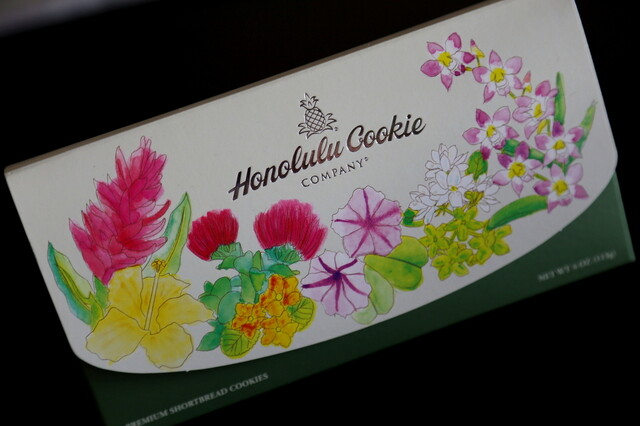 Honolulu Cookie
COMPANY®
NET WT 4 OZ (113g)
PREMIUM SHORTBREAD COOKIES